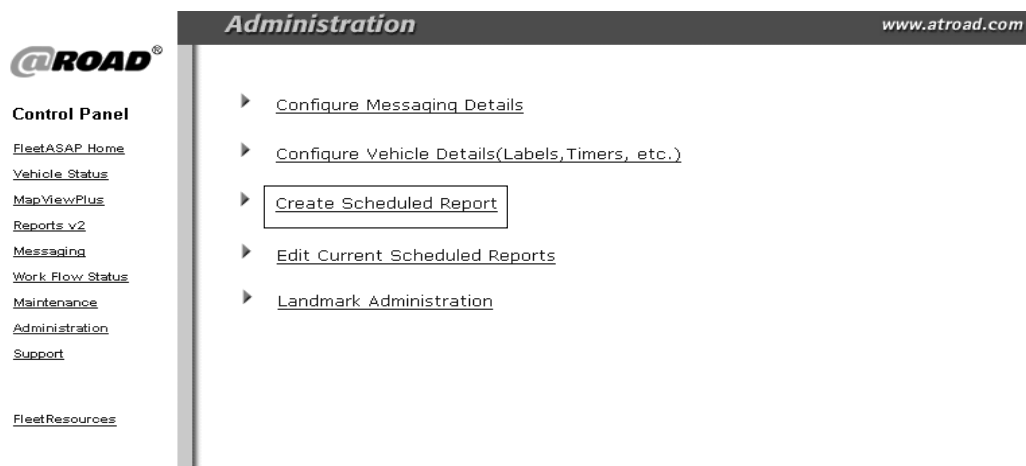 Administration
www.atroad.com
@ROAD®
Control Panel
FleetASAP Home
Vehicle Status
MapViewPlus
Reports v2
Messaging
Work Flow Status
Maintenance
Administration
Support
FleetResources
Configure Messaging Details
Configure Vehicle Details(Labels,Timers, etc.)
Create Scheduled Report
Edit Current Scheduled Reports
Landmark Administration